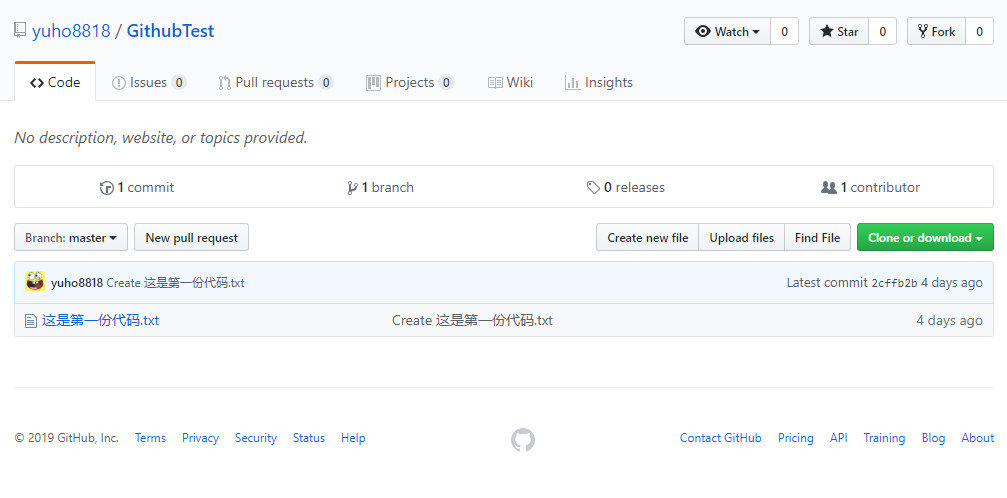 yuho8818 / GithubTest Watch 0 Star 0 Fork 0
Code Issues 0 Pull requests 0 Projects 0 Wiki Insights
No description, website, or topics provided.
1 commit 1 branch 0 releases 1 contributor
Branch: master New pull request Create new file Upload files Find File Clone or download
yuho8818 Create 这是第一份代码.txt Latest commit 2cffb2b 4 days ago
这是第一份代码.txt Create 这是第一份代码.txt 4 days ago
© 2019 GitHub, Inc. Terms Privacy Security Status Help Contact GitHub Pricing API Training Blog About